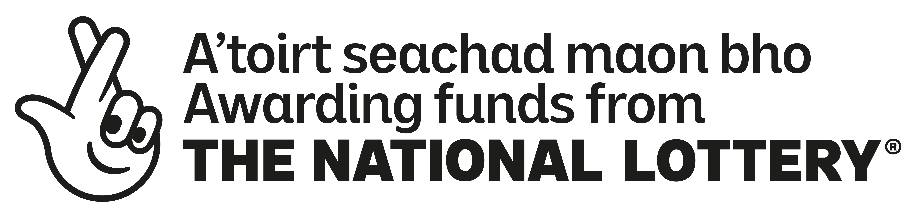 A’toirt seachad maon bho
Awarding funds from
THE NATIONAL LOTTERY®